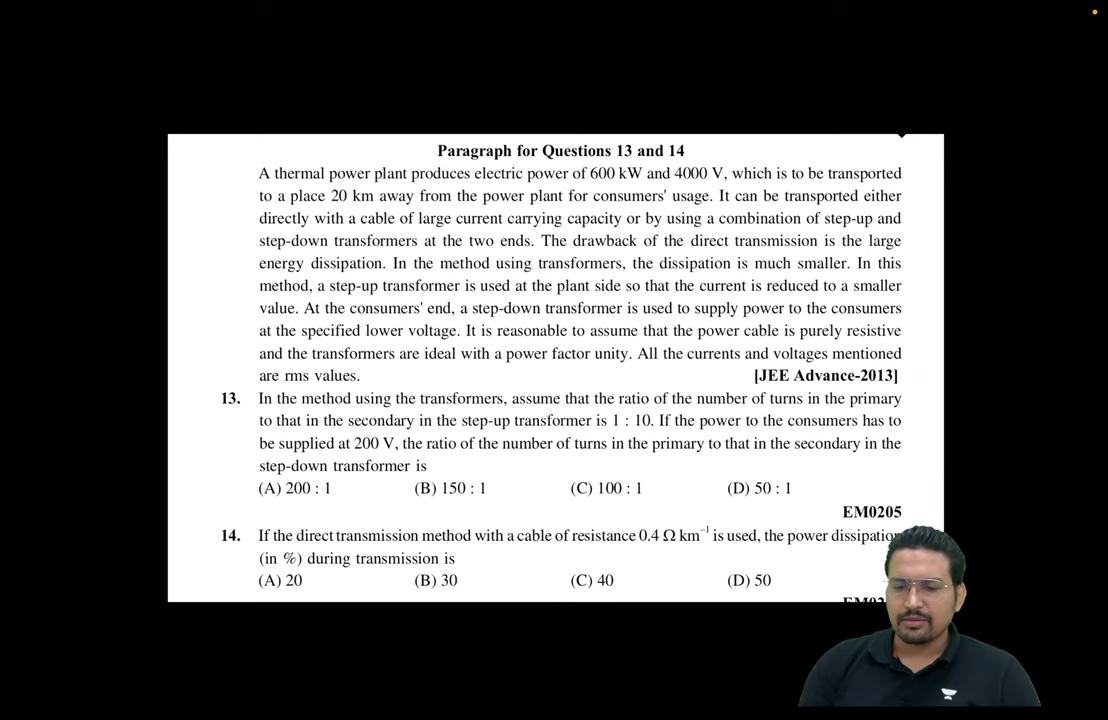 Paragraph for Questions 13 and 14
A thermal power plant produces electric power of 600 kW and 4000 V, which is to be transported
to a place 20 km away from the power plant for consumers' usage. It can be transported either
directly with a cable of large current carrying capacity or by using a combination of step-up and
step-down transformers at the two ends. The drawback of the direct transmission is the large
energy dissipation. In the method using transformers, the dissipation is much smaller. In this
method, a step-up transformer is used at the plant side so that the current is reduced to a smaller
value. At the consumers' end, a step-down transformer is used to supply power to the consumers
at the specified lower voltage. It is reasonable to assume that the power cable is purely resistive
and the transformers are ideal with a power factor unity. All the currents and voltages mentioned
are rms values. [JEE Advance-2013]
13. In the method using the transformers, assume that the ratio of the number of turns in the primary
to that in the secondary in the step-up transformer is 1 : 10. If the power to the consumers has to
be supplied at 200 V, the ratio of the number of turns in the primary to that in the secondary in the
step-down transformer is
(A) 200 : 1 (B) 150 : 1 (C) 100 : 1 (D) 50 : 1
EM0205
14. If the direct transmission method with a cable of resistance 0.4 Ω km⁻¹ is used, the power dissipation
(in %) during transmission is
(A) 20 (B) 30 (C) 40 (D) 50